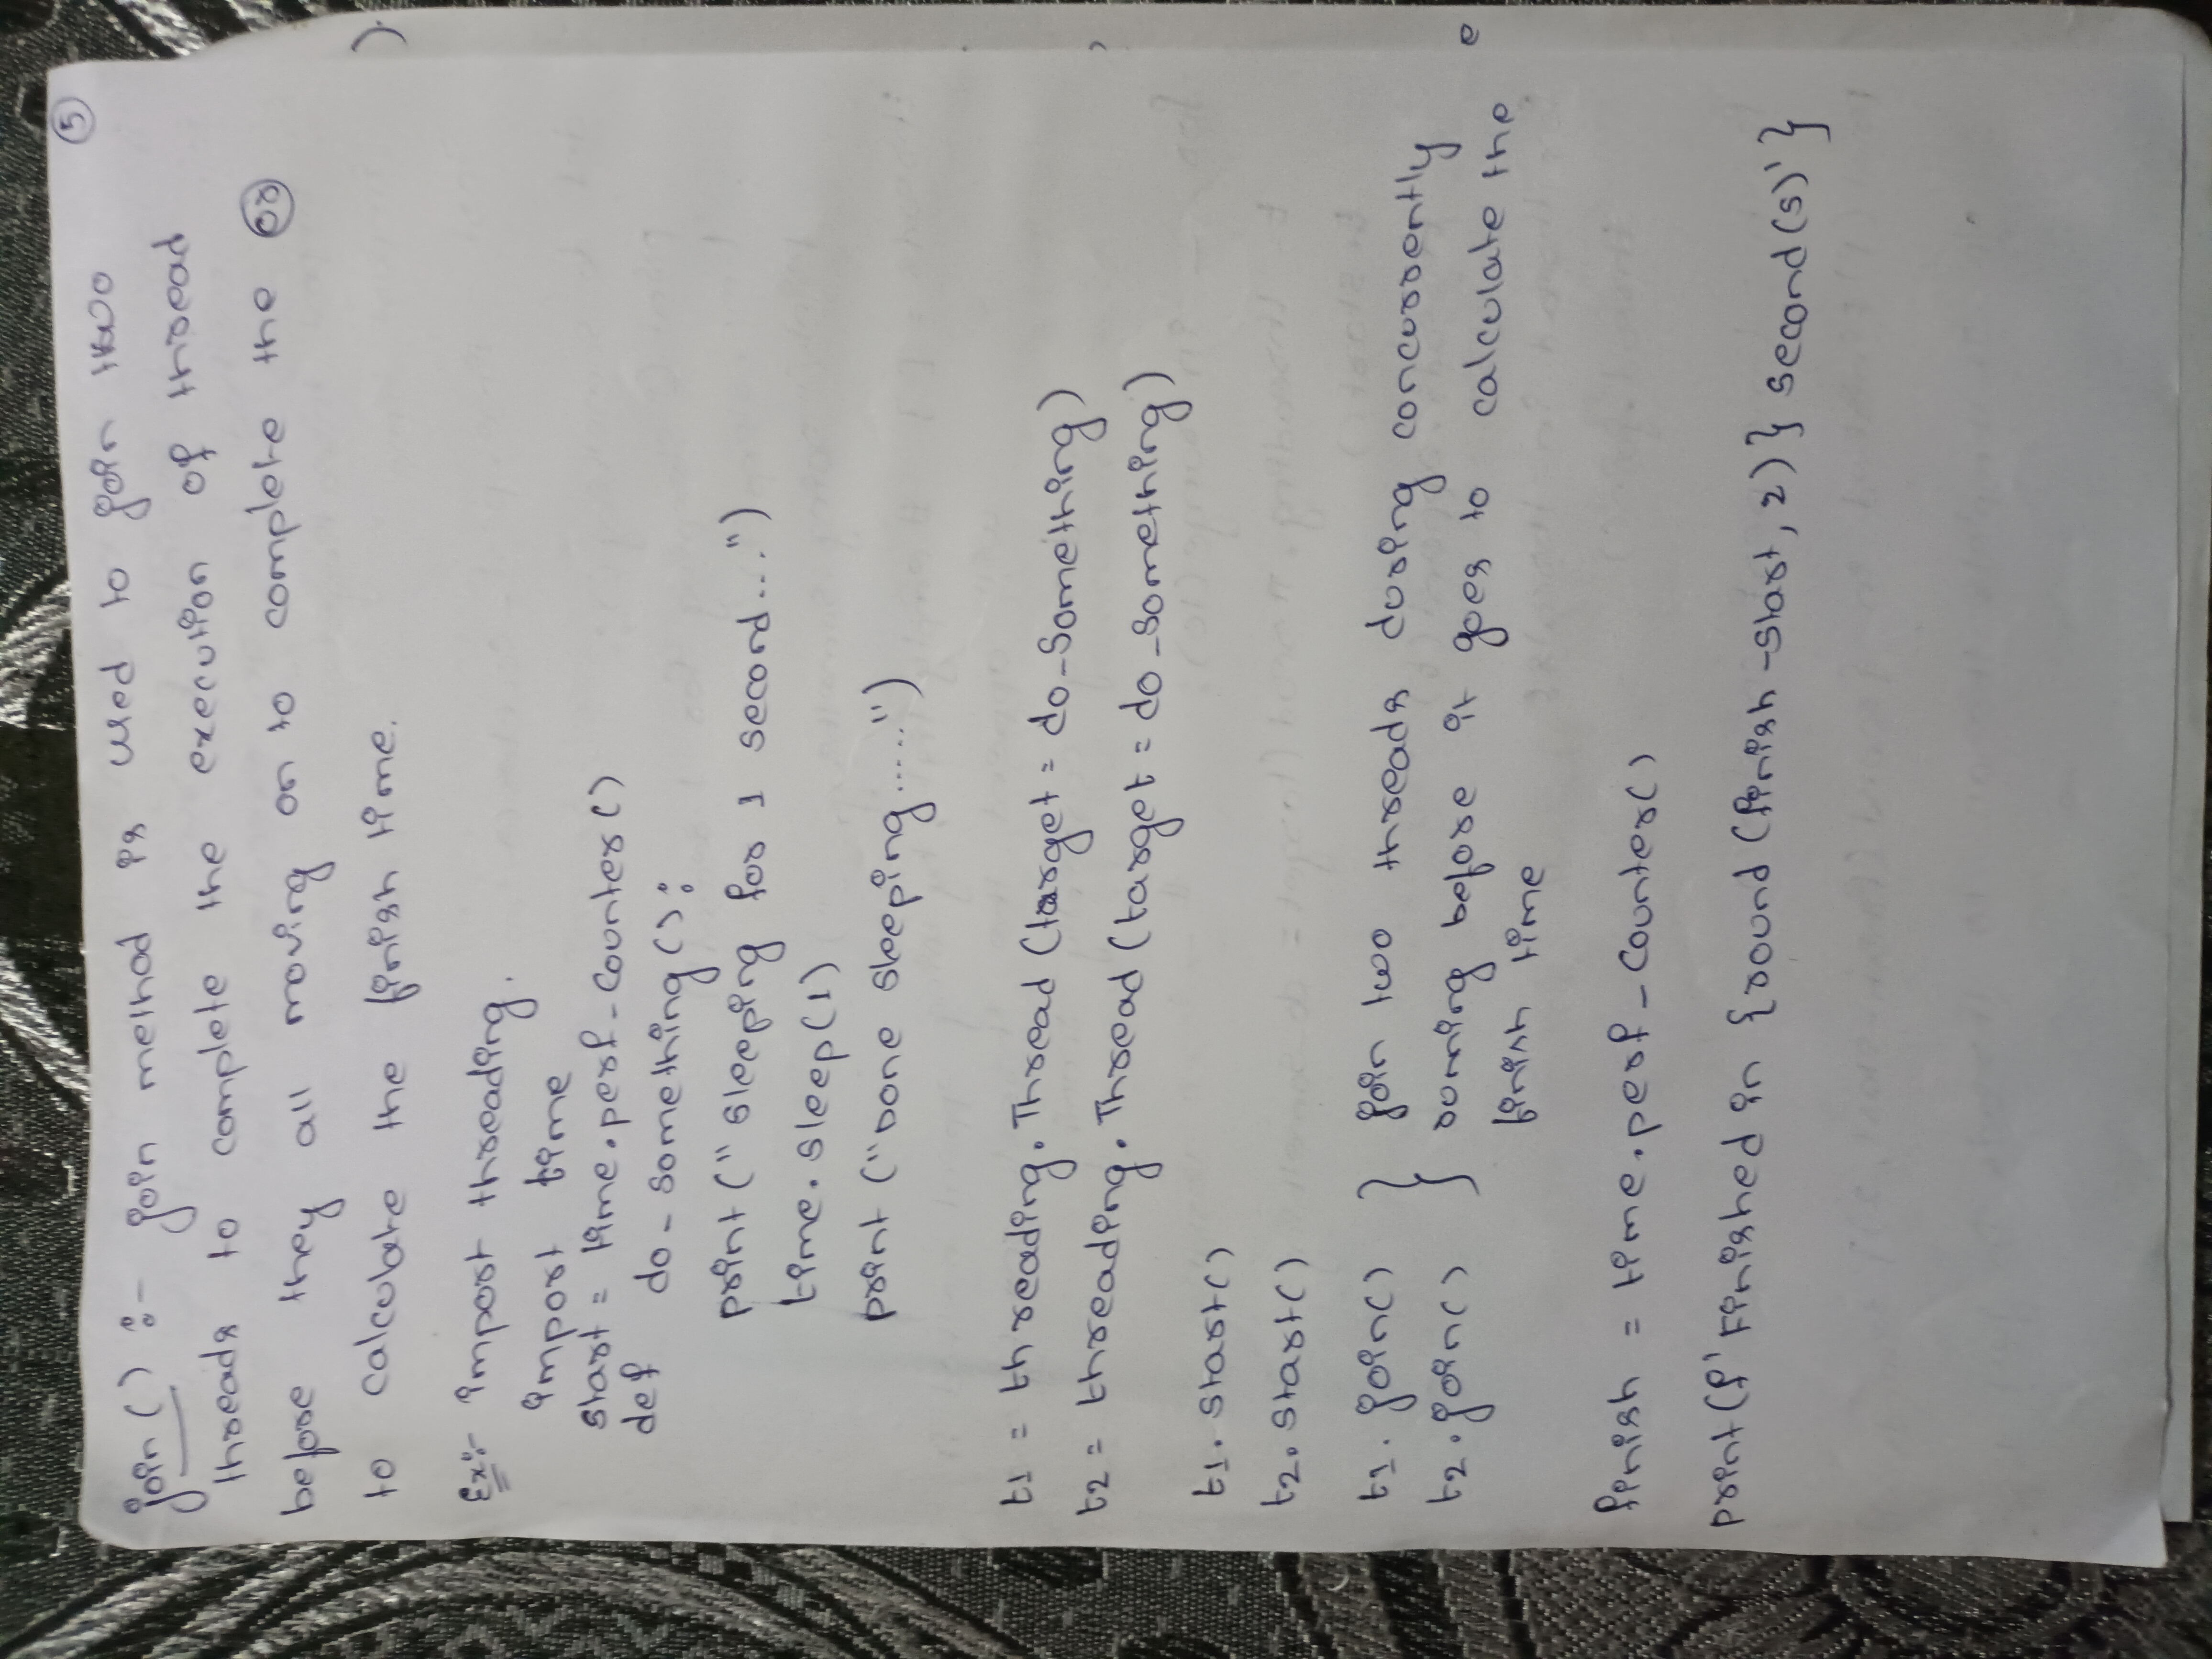 5
join() :- join method is used to join two
threads to complete the execution of thread
before they all moving on to complete the or
to calculate the finish time.
Ex:- import threading.
import time
start = time.perf_counter()
def do_something():
print("sleeping for 1 second...")
time.sleep(1)
print("Done sleeping.....")
t1 = threading.Thread(target = do_Something)
t2 = threading.Thread(target = do_something)
t1.start()
t2.start()
t1.join() } join two threads during concurrently
t2.join() } running before it goes to calculate the
finish time
finish = time.perf_counter()
print(f'Finished in {round(finish-start, 2)} second(s)'}